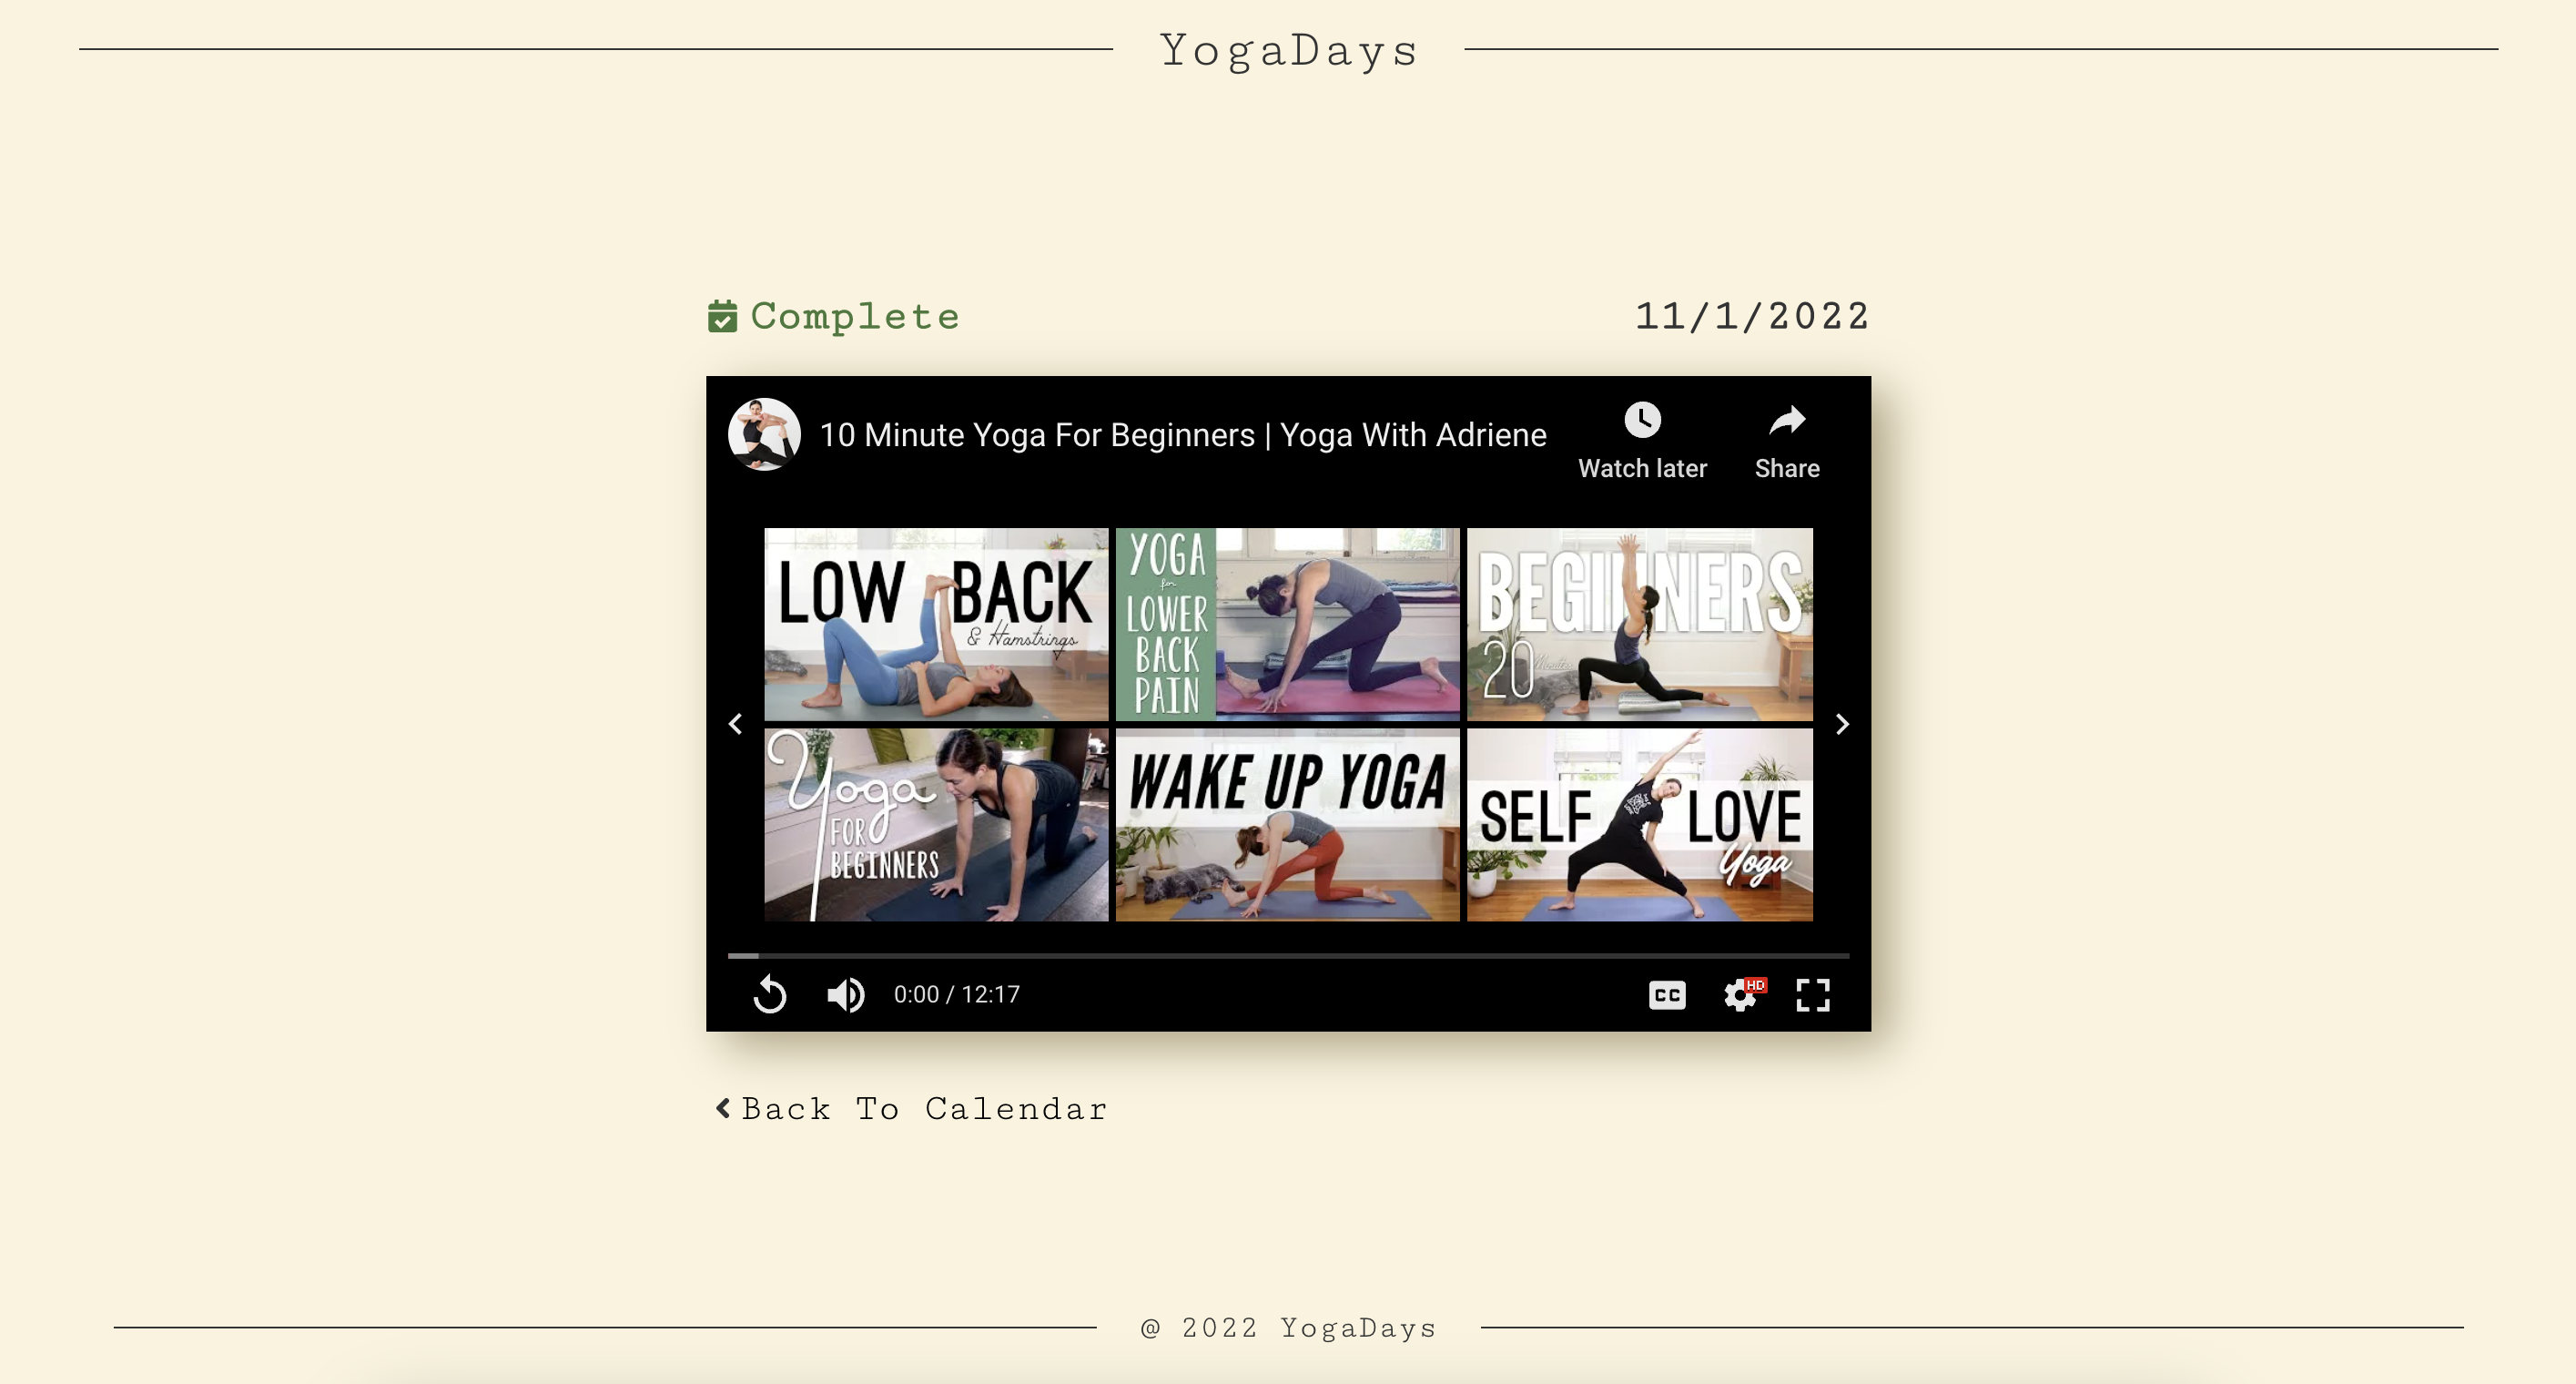 YogaDays
Complete
11/1/2022
10 Minute Yoga For Beginners | Yoga With Adriene
Watch later
Share
LOW BACK
& Hamstrings
YOGA
for
LOWER
BACK
PAIN
BEGINNERS
20 Minutes
Yoga
FOR
BEGINNERS
WAKE UP YOGA
SELF LOVE
Yoga
0:00 / 12:17
CC
HD
Back To Calendar
@ 2022 YogaDays